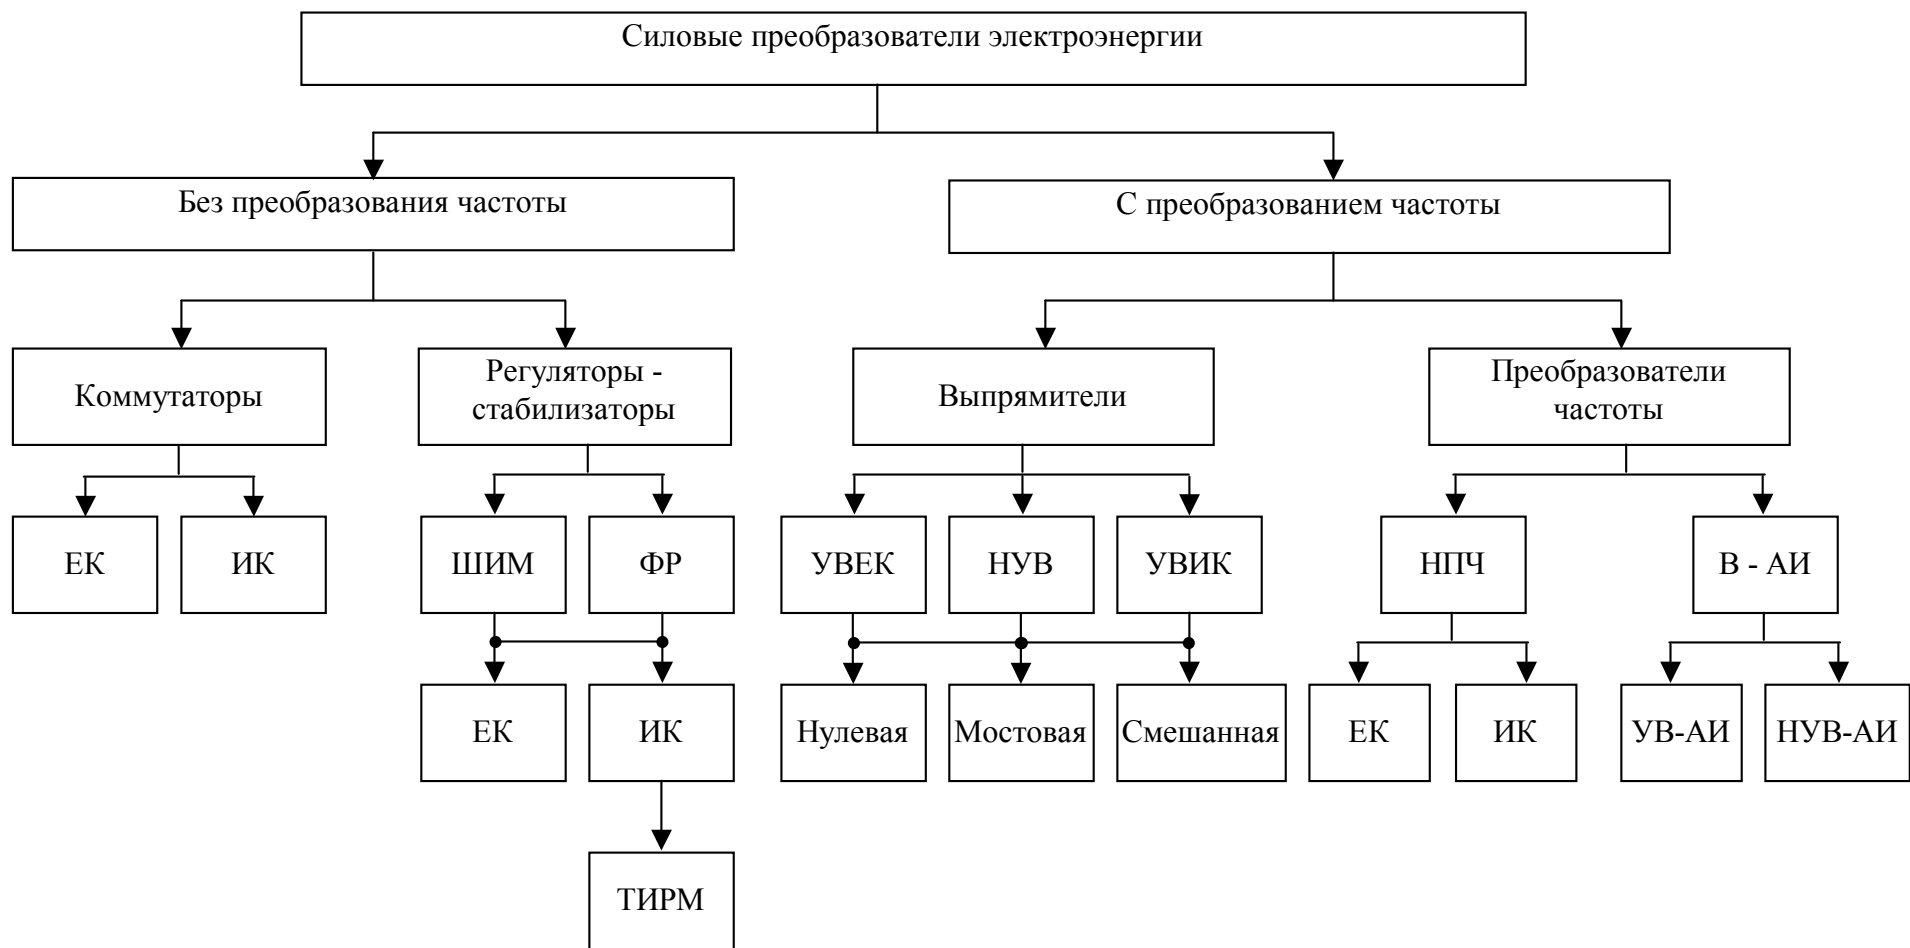 Силовые преобразователи электроэнергии
Без преобразования частоты
С преобразованием частоты
Коммутаторы
Регуляторы -
стабилизаторы
Выпрямители
Преобразователи
частоты
ЕК
ИК
ШИМ
ФР
УВЕК
НУВ
УВИК
НПЧ
В - АИ
ЕК
ИК
Нулевая
Мостовая
Смешанная
ЕК
ИК
УВ-АИ
НУВ-АИ
ТИРМ